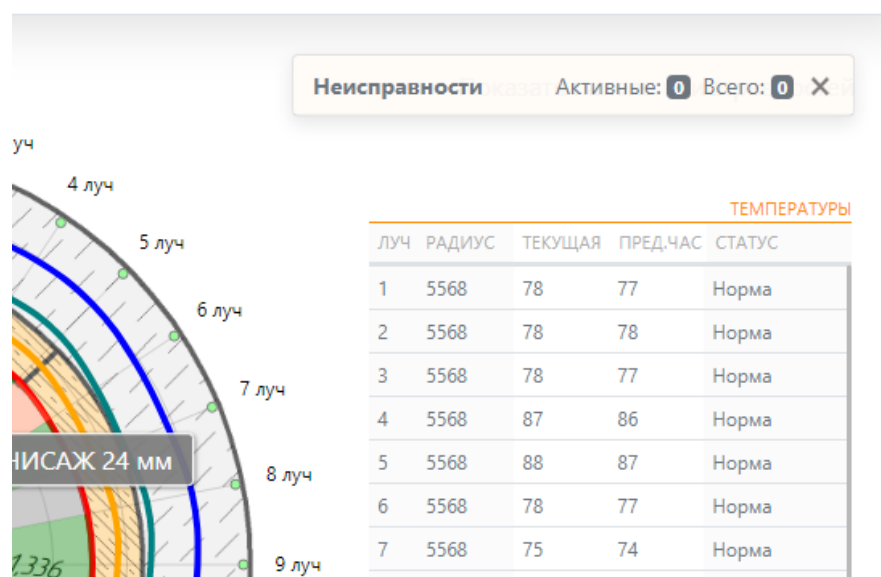 Неисправности Активные: 0 Всего: 0
4 луч
5 луч
6 луч
7 луч
8 луч
9 луч
24 мм
1,336
ТЕМПЕРАТУРЫ
ЛУЧ РАДИУС ТЕКУЩАЯ ПРЕД.ЧАС СТАТУС
1 5568 78 77 Норма
2 5568 78 78 Норма
3 5568 78 77 Норма
4 5568 87 86 Норма
5 5568 88 87 Норма
6 5568 78 77 Норма
7 5568 75 74 Норма